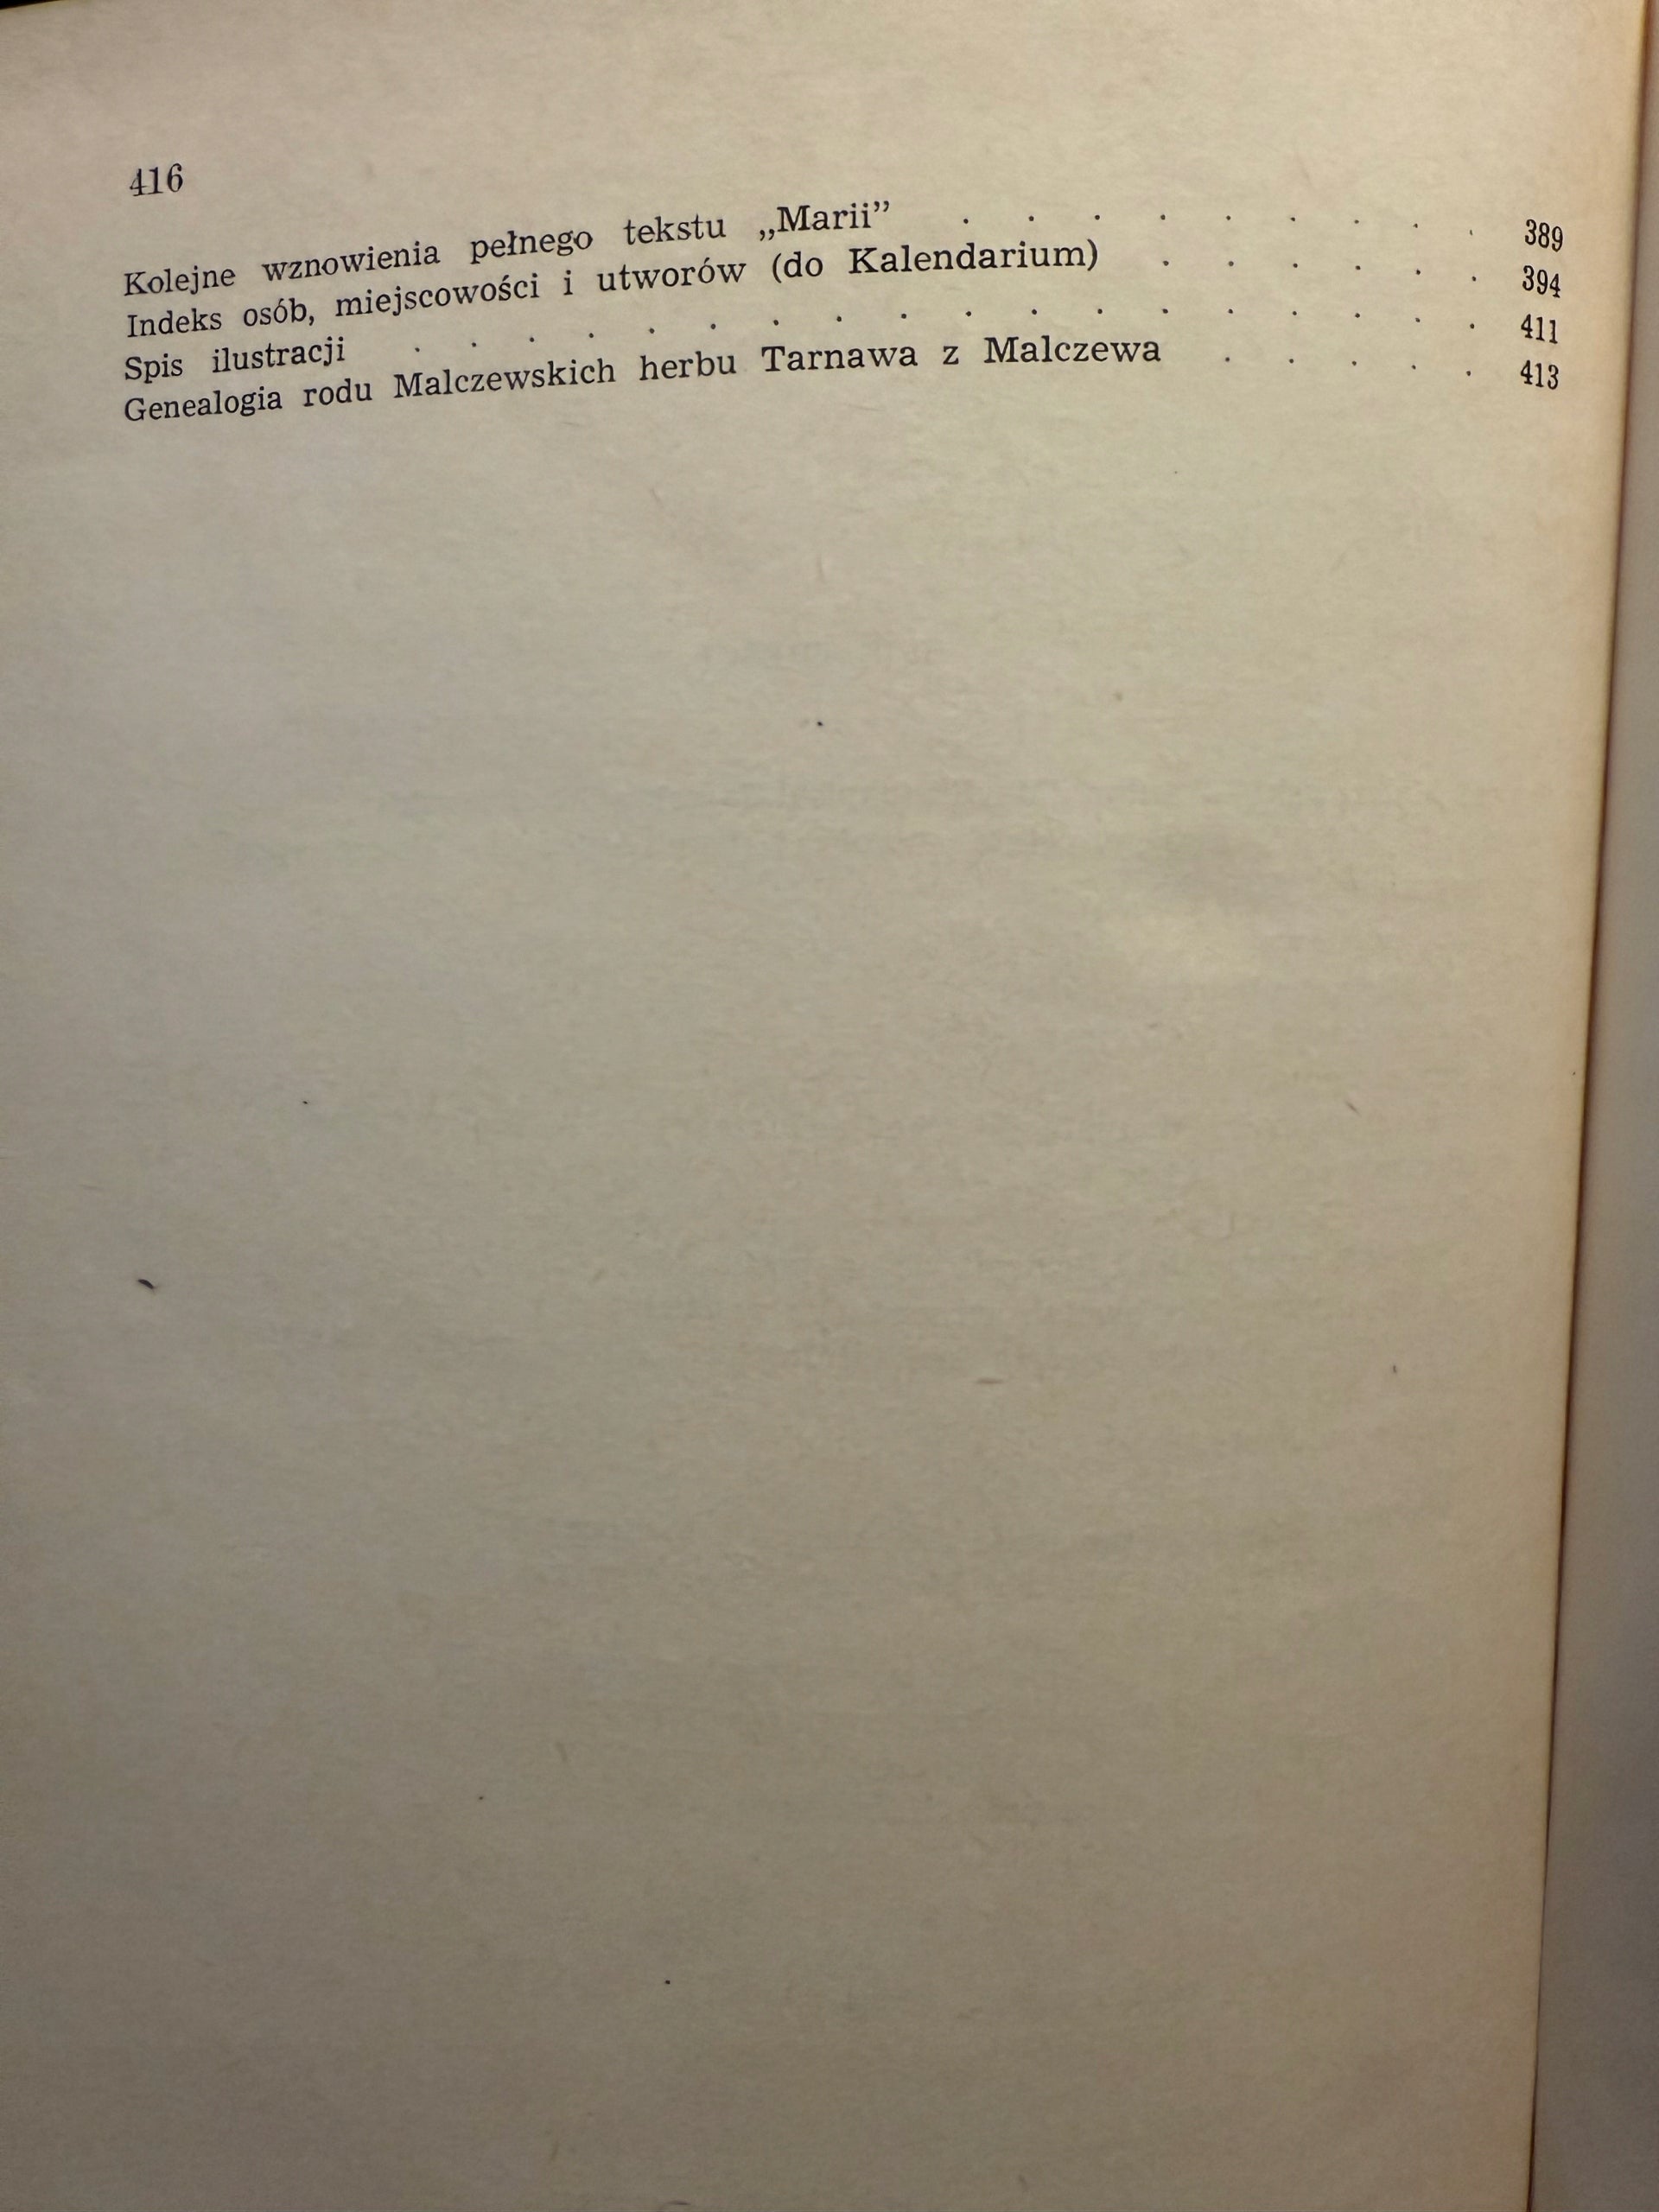 416
Kolejne wznowienia pełnego tekstu „Marii” . . . . . . . . . 389
Indeks osób, miejscowości i utworów (do Kalendarium) . . . . . . 394
Spis ilustracji . . . . . . . . . . . . . . . . . . 411
Genealogia rodu Malczewskich herbu Tarnawa z Malczewa . . . . . 413